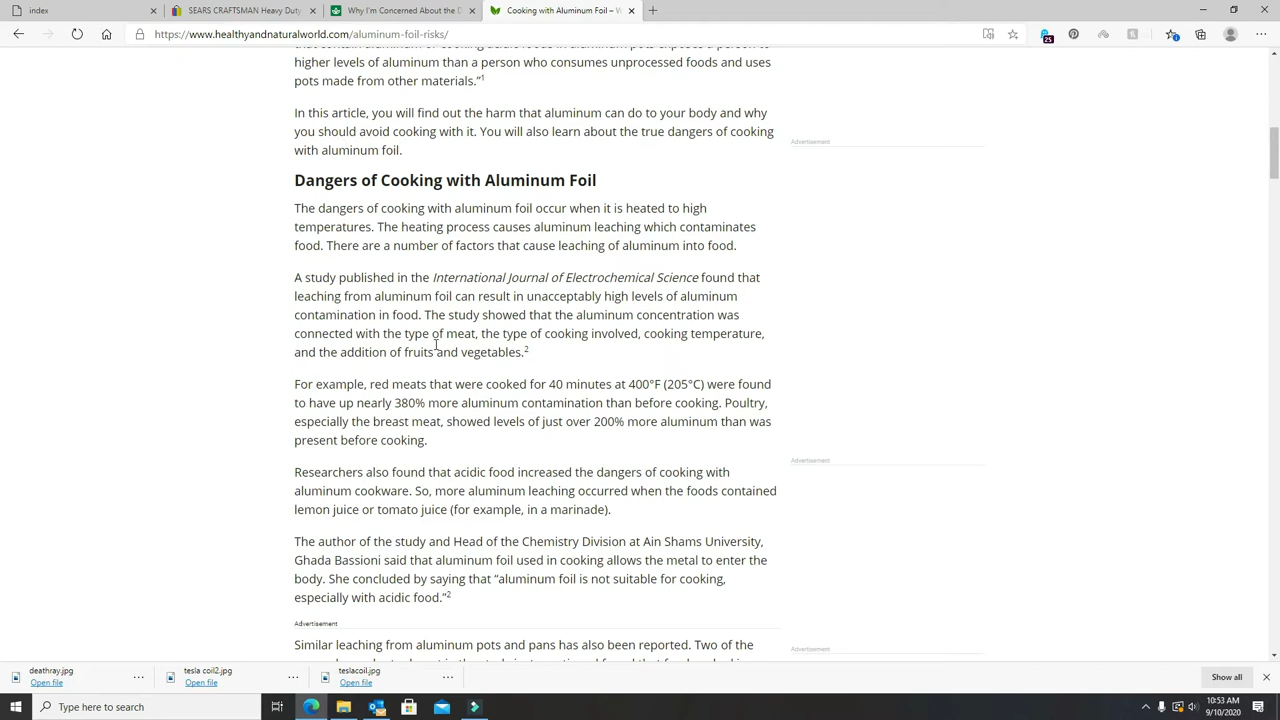 index
SEARS CRAFTSMAN Heavy Duty
Why I'm Concerned About the D
Cooking with Aluminum Foil –
https://www.healthyandnaturalworld.com/aluminum-foil-risks/
25
higher levels of aluminum than a person who consumes unprocessed foods and uses
pots made from other materials.”1
In this article, you will find out the harm that aluminum can do to your body and why
you should avoid cooking with it. You will also learn about the true dangers of cooking
with aluminum foil.
Advertisement
Dangers of Cooking with Aluminum Foil
The dangers of cooking with aluminum foil occur when it is heated to high
temperatures. The heating process causes aluminum leaching which contaminates
food. There are a number of factors that cause leaching of aluminum into food.
A study published in the International Journal of Electrochemical Science found that
leaching from aluminum foil can result in unacceptably high levels of aluminum
contamination in food. The study showed that the aluminum concentration was
connected with the type of meat, the type of cooking involved, cooking temperature,
and the addition of fruits and vegetables.2
For example, red meats that were cooked for 40 minutes at 400°F (205°C) were found
to have up nearly 380% more aluminum contamination than before cooking. Poultry,
especially the breast meat, showed levels of just over 200% more aluminum than was
present before cooking.
Advertisement
Researchers also found that acidic food increased the dangers of cooking with
aluminum cookware. So, more aluminum leaching occurred when the foods contained
lemon juice or tomato juice (for example, in a marinade).
The author of the study and Head of the Chemistry Division at Ain Shams University,
Ghada Bassioni said that aluminum foil used in cooking allows the metal to enter the
body. She concluded by saying that “aluminum foil is not suitable for cooking,
especially with acidic food.”2
Advertisement
Similar leaching from aluminum pots and pans has also been reported. Two of the
Advertisement
deathray.jpg
Open file
tesla coil2.jpg
Open file
teslacoil.jpg
Open file
Show all
Type here to search
10:53 AM
9/10/2020